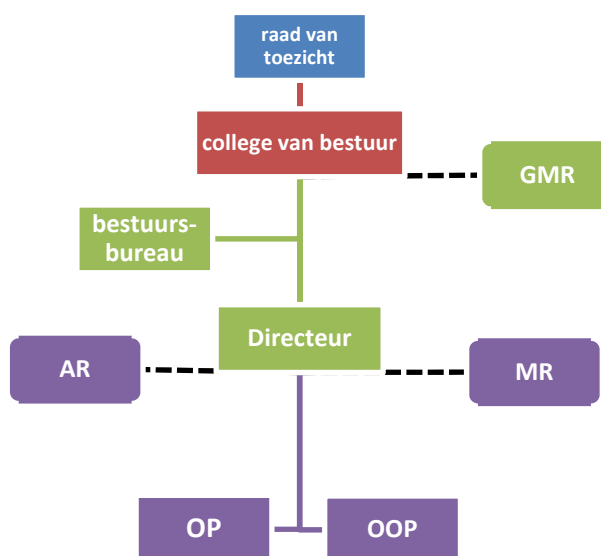 raad van
toezicht
college van bestuur
GMR
bestuurs-
bureau
Directeur
AR
MR
OP
OOP